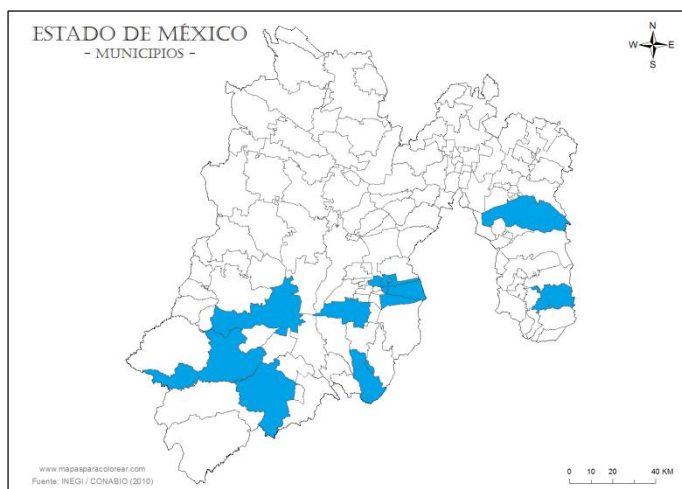 ESTADO DE MÉXICO
- MUNICIPIOS -
N
W E
S
www.mapasparacolorear.com
Fuente: INEGI / CONABIO (2010)
0 10 20 40 KM